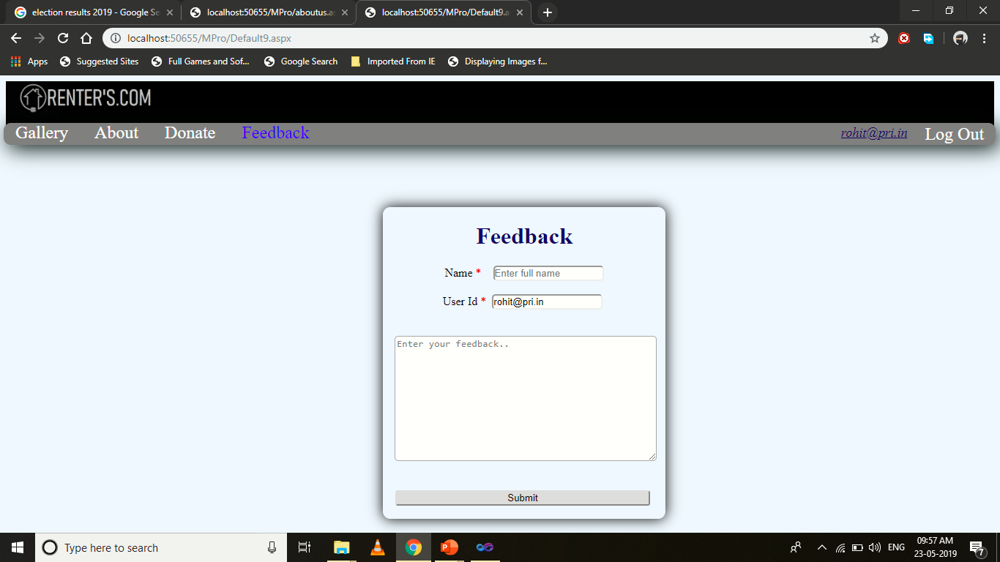 election results 2019 - Google Se
localhost:50655/MPro/aboutus.as
localhost:50655/MPro/Default9.a
localhost:50655/MPro/Default9.aspx
Apps Suggested Sites Full Games and Sof... Google Search Imported From IE Displaying Images f...
RENTER'S.COM
Gallery About Donate Feedback rohit@pri.in Log Out
Feedback
Name * Enter full name
User Id * rohit@pri.in
Enter your feedback..
Submit
Type here to search
ENG
09:57 AM
23-05-2019
7